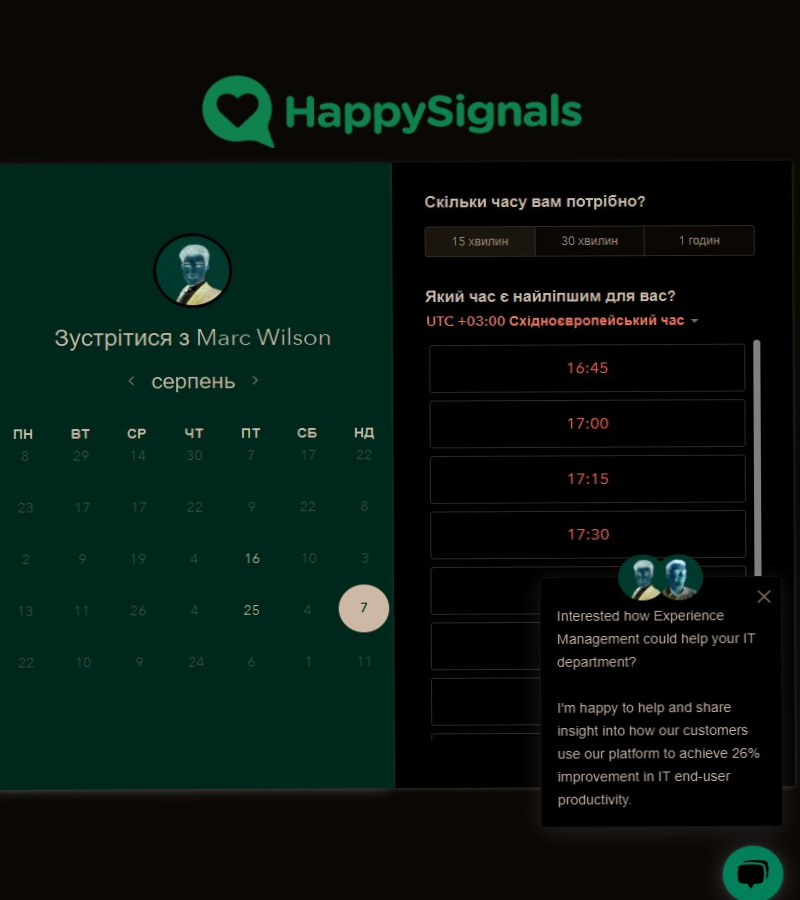 HappySignals
Зустрітися з Marc Wilson
серпень
ПН ВТ СР ЧТ ПТ СБ НД
8 29 14 30 7 17 22
23 17 17 22 9 22 8
2 9 19 4 16 10 3
13 11 26 4 25 4 7
22 10 9 24 6 1 11
Скільки часу вам потрібно?
15 хвилин 30 хвилин 1 годин
Який час є найліпшим для вас?
UTC +03:00 Східноєвропейський час
16:45
17:00
17:15
17:30
Interested how Experience
Management could help your IT
department?
I'm happy to help and share
insight into how our customers
use our platform to achieve 26%
improvement in IT end-user
productivity.